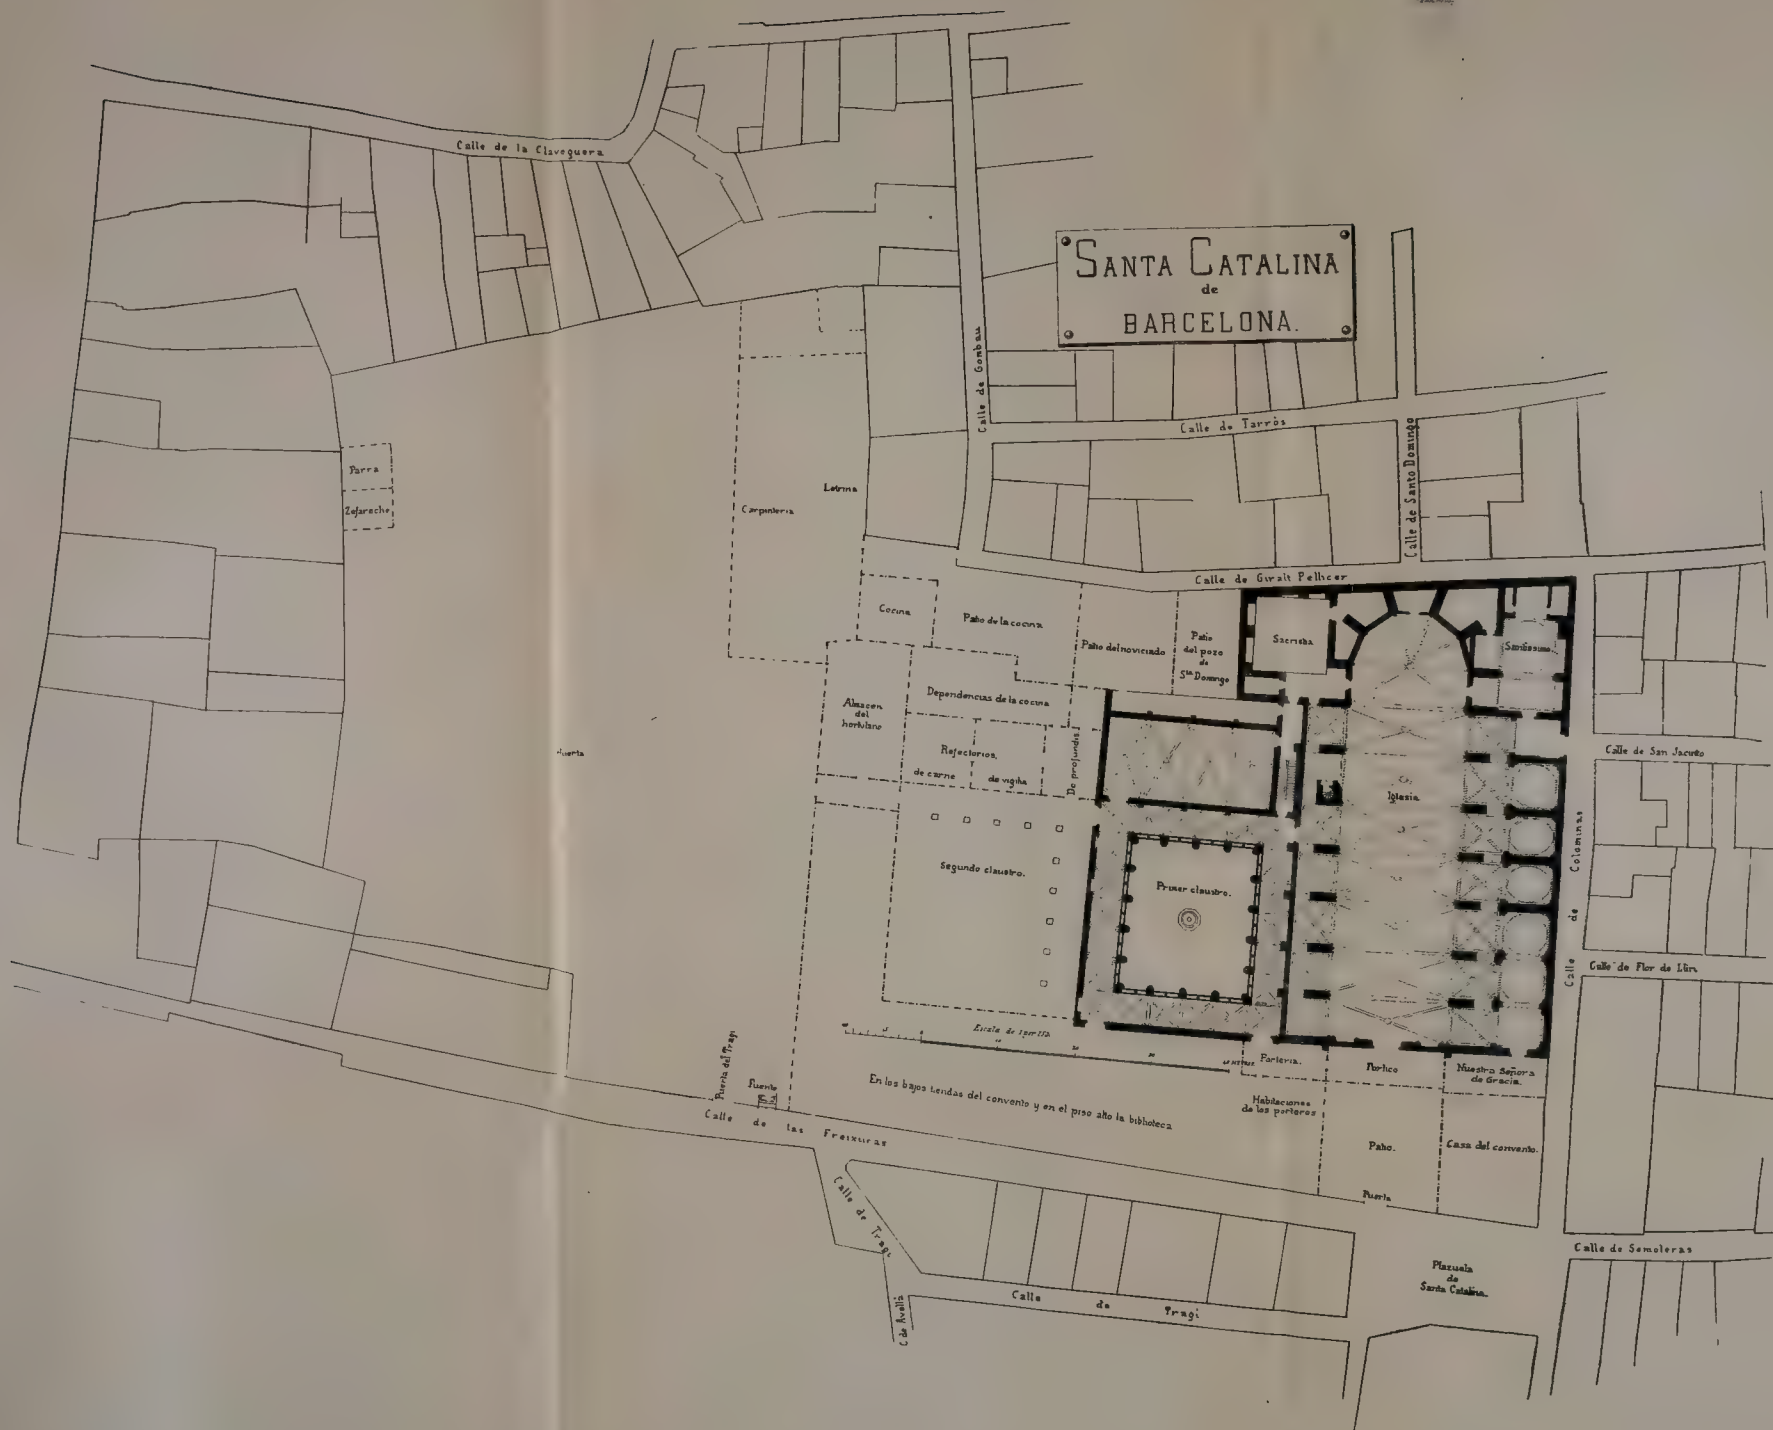 SANTA CATALINA
de
BARCELONA.
Calle de la Claveguera
Calle de Gombau
Calle de Tarrós
Calle de Santo Domingo
Calle de Giralt Pellicer
Parra
Zafareche
Letrina
Carpinteria
Huerta
Cocina
Patio de la cocina
Patio del noviciado
Patio
del pozo
de
Sto Domingo
Sacristia
Santissimo
Almacen
del
hortulano
Dependencias de la cocina
Refectorios,
de carne
de vigilia
De profundis
Iglesia
Calle de San Jacinto
Segundo claustro.
Primer claustro.
Calle de Colominas
Calle de Flor de Lliri
Escala de
Porteria.
Portico
Nuestra Señora
de Gracia.
En los bajos tiendas del convento y en el piso alto la biblioteca
Habitaciones
de los porteros
Patio.
Casa del convento.
Puerta
Puerta del Tragi
Puente
Calle de las Freixuras
Calle de Tragi
C de Avellá
Calle de Tragi
Plazuela
de
Santa Catalina.
Calle de Semoleras